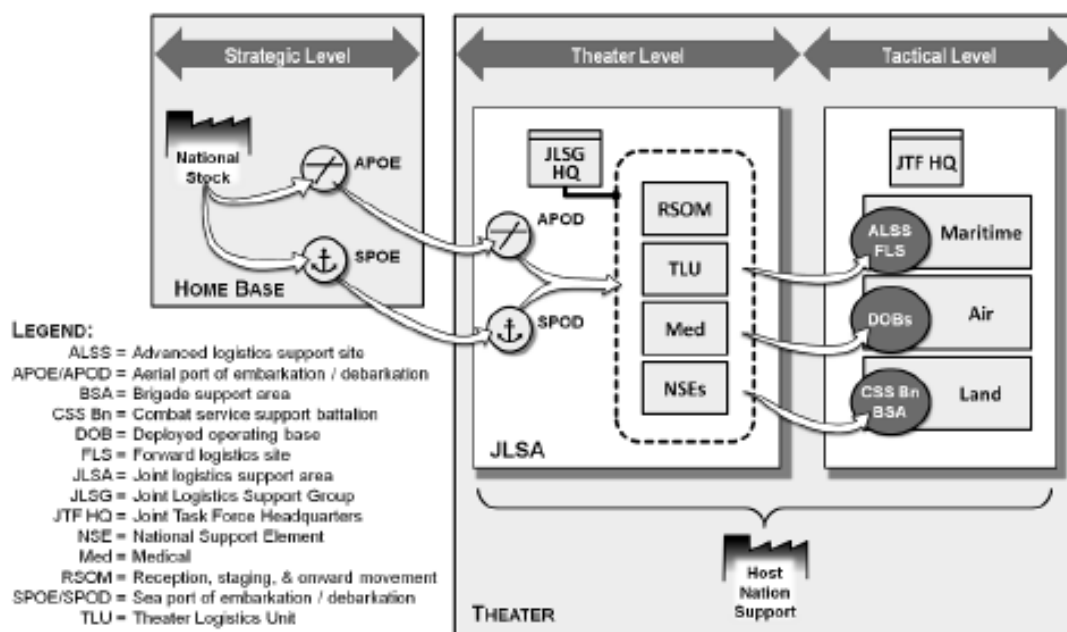 Strategic Level
Theater Level
Tactical Level
National
Stock
APOE
SPOE
HOME BASE
JLSG
HQ
APOD
SPOD
RSOM
TLU
Med
NSEs
JLSA
JTF HQ
ALSS
FLS
Maritime
DOBs
Air
CSS Bn
BSA
Land
LEGEND:
ALSS = Advanced logistics support site
APOE/APOD = Aerial port of embarkation / debarkation
BSA = Brigade support area
CSS Bn = Combat service support battalion
DOB = Deployed operating base
FLS = Forward logistics site
JLSA = Joint logistics support area
JLSG = Joint Logistics Support Group
JTF HQ = Joint Task Force Headquarters
NSE = National Support Element
Med = Medical
RSOM = Reception, staging, & onward movement
SPOE/SPOD = Sea port of embarkation / debarkation
TLU = Theater Logistics Unit
Host
Nation
Support
THEATER